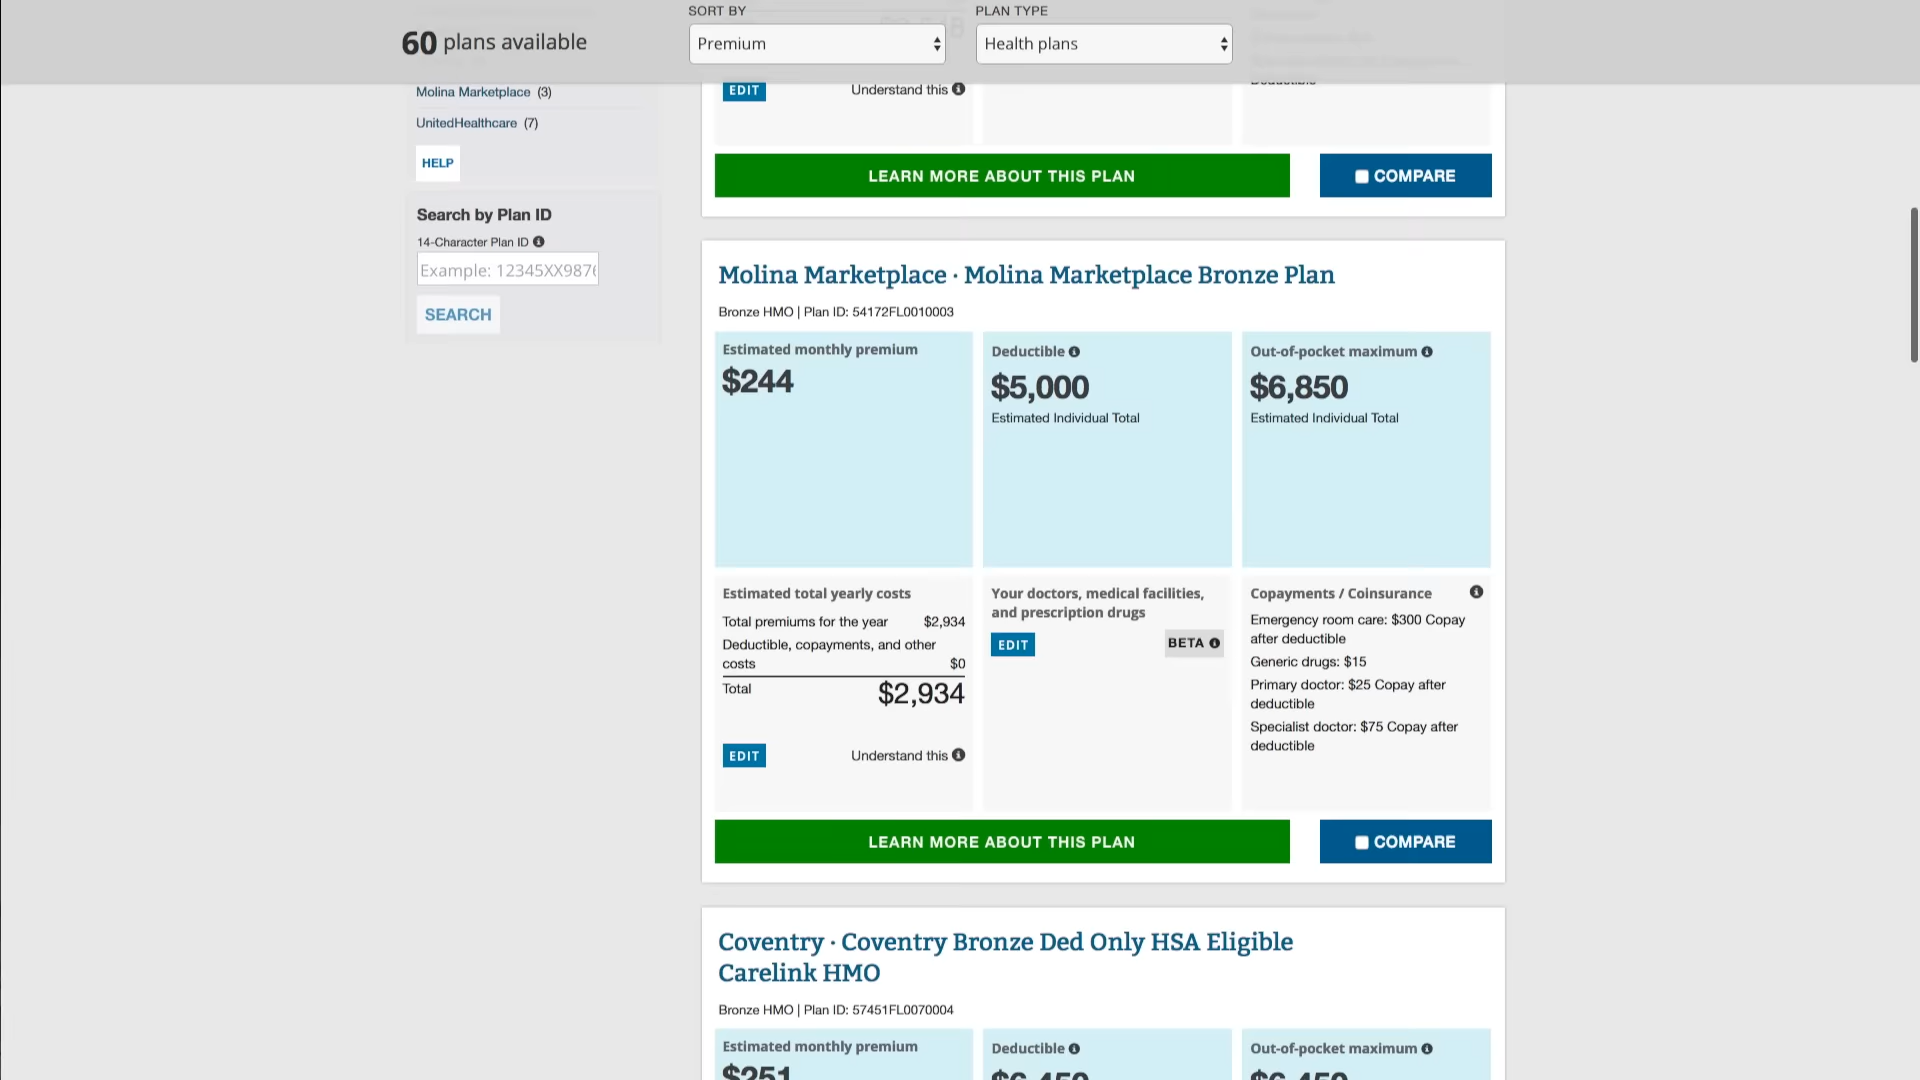 SORT BY
PLAN TYPE
60 plans available
Premium
Health plans
Molina Marketplace (3)
UnitedHealthcare (7)
HELP
Search by Plan ID
14-Character Plan ID
Example: 12345XX9876
SEARCH
EDIT
Understand this
Deductible
LEARN MORE ABOUT THIS PLAN
COMPARE
Molina Marketplace · Molina Marketplace Bronze Plan
Bronze HMO | Plan ID: 54172FL0010003
Estimated monthly premium
$244
Deductible
$5,000
Estimated Individual Total
Out-of-pocket maximum
$6,850
Estimated Individual Total
Estimated total yearly costs
Total premiums for the year $2,934
Deductible, copayments, and other
costs $0
Total $2,934
EDIT
Understand this
Your doctors, medical facilities,
and prescription drugs
EDIT
BETA
Copayments / Coinsurance
Emergency room care: $300 Copay
after deductible
Generic drugs: $15
Primary doctor: $25 Copay after
deductible
Specialist doctor: $75 Copay after
deductible
LEARN MORE ABOUT THIS PLAN
COMPARE
Coventry · Coventry Bronze Ded Only HSA Eligible
Carelink HMO
Bronze HMO | Plan ID: 57451FL0070004
Estimated monthly premium
$251
Deductible
$6,450
Out-of-pocket maximum
$6,450